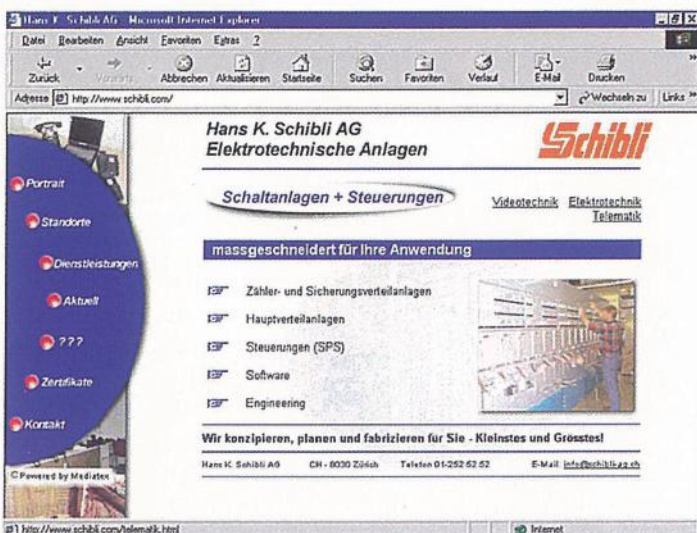 Hans K. Schibli AG - Microsoft Internet Explorer
Datei Bearbeiten Ansicht Favoriten Extras ?
Zurück Vorwärts Abbrechen Aktualisieren Startseite Suchen Favoriten Verlauf E-Mail Drucken »
Adresse http://www.schibli.com/ Wechseln zu Links »
Hans K. Schibli AG
Elektrotechnische Anlagen
Schibli
Schaltanlagen + Steuerungen
Videotechnik Elektrotechnik
Telematik
massgeschneidert für Ihre Anwendung
Portrait
Standorte
Dienstleistungen
Aktuell
???
Zertifikate
Kontakt
Zähler- und Sicherungsverteilanlagen
Hauptverteilanlagen
Steuerungen (SPS)
Software
Engineering
Wir konzipieren, planen und fabrizieren für Sie - Kleinstes und Grösstes!
Hans K. Schibli AG CH - 8030 Zürich Telefon 01-252 52 52 E-Mail: info@schibli-ag.ch
© Powered by Mediatex
http://www.schibli.com/telematik.html Internet